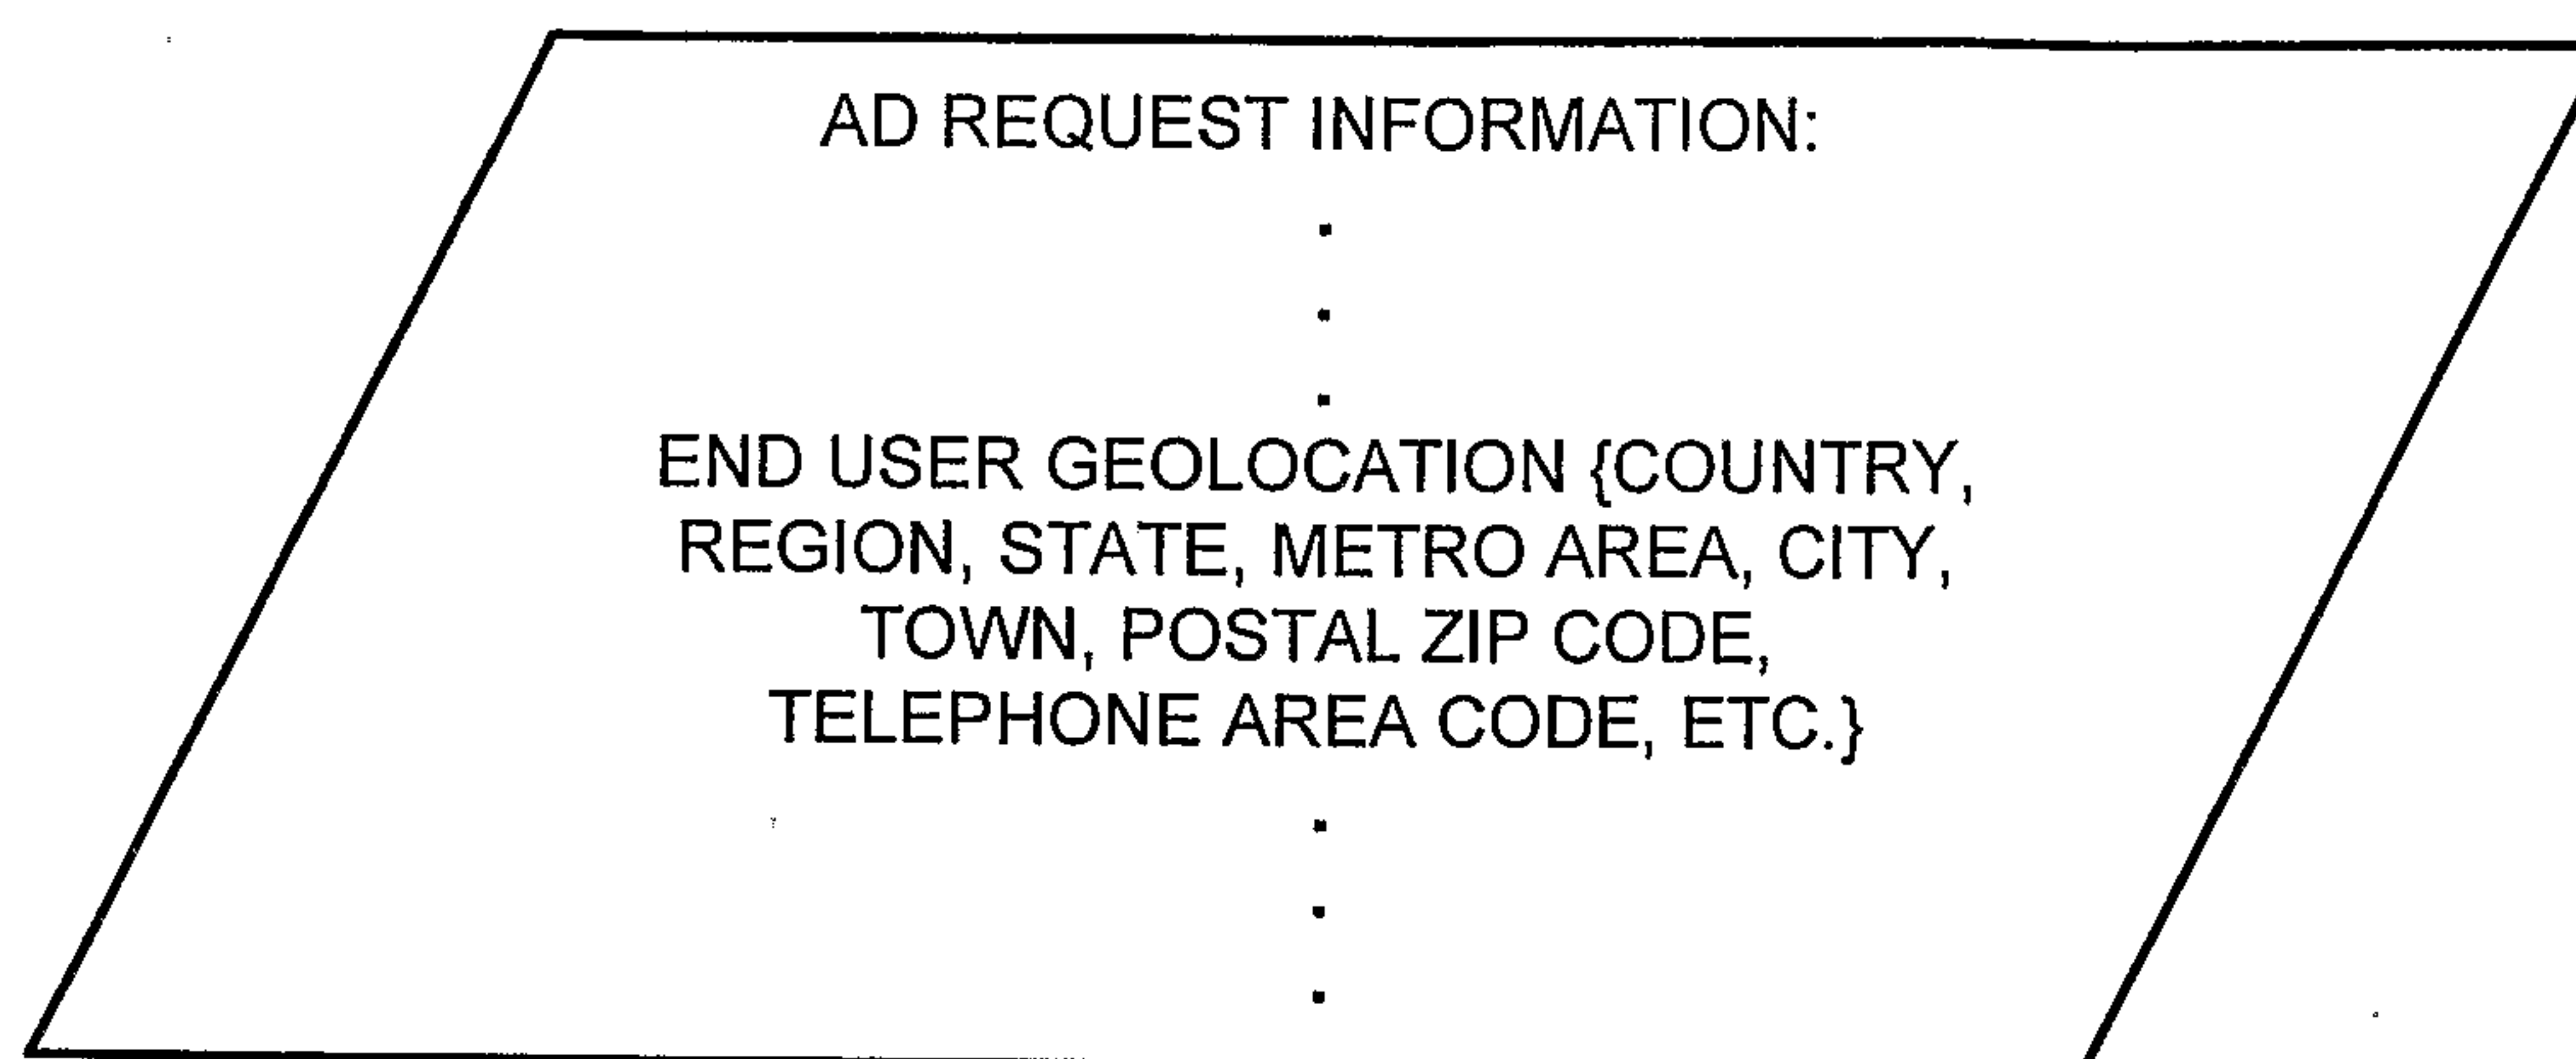 AD REQUEST INFORMATION:
.
.
.
END USER GEOLOCATION {COUNTRY,
REGION, STATE, METRO AREA, CITY,
TOWN, POSTAL ZIP CODE,
TELEPHONE AREA CODE, ETC.}
.
.
.